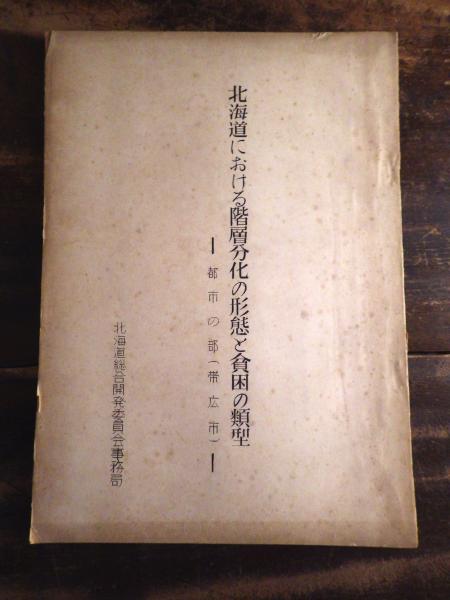 北海道における階層分化の形態と貧困の類型
ー都市の部(帯広市)ー
北海道総合開発委員会事務局